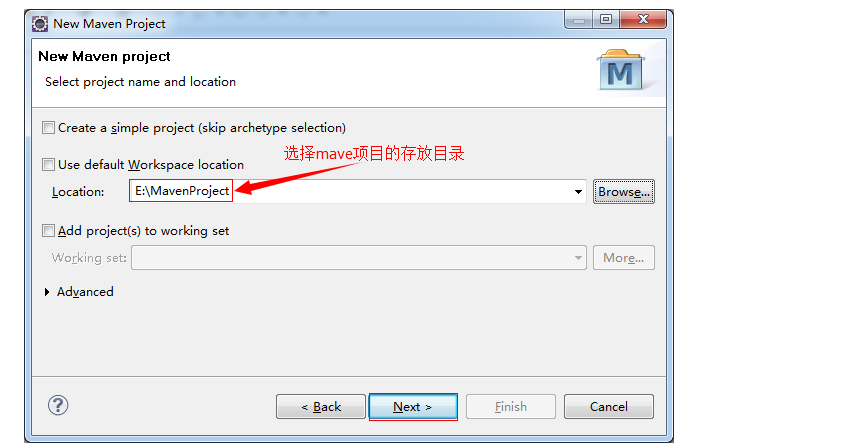 New Maven Project
New Maven project
Select project name and location
M
Create a simple project (skip archetype selection)
选择mave项目的存放目录
Use default Workspace location
Location: E:\MavenProject Browse...
Add project(s) to working set
Working set: More...
Advanced
? < Back Next > Finish Cancel